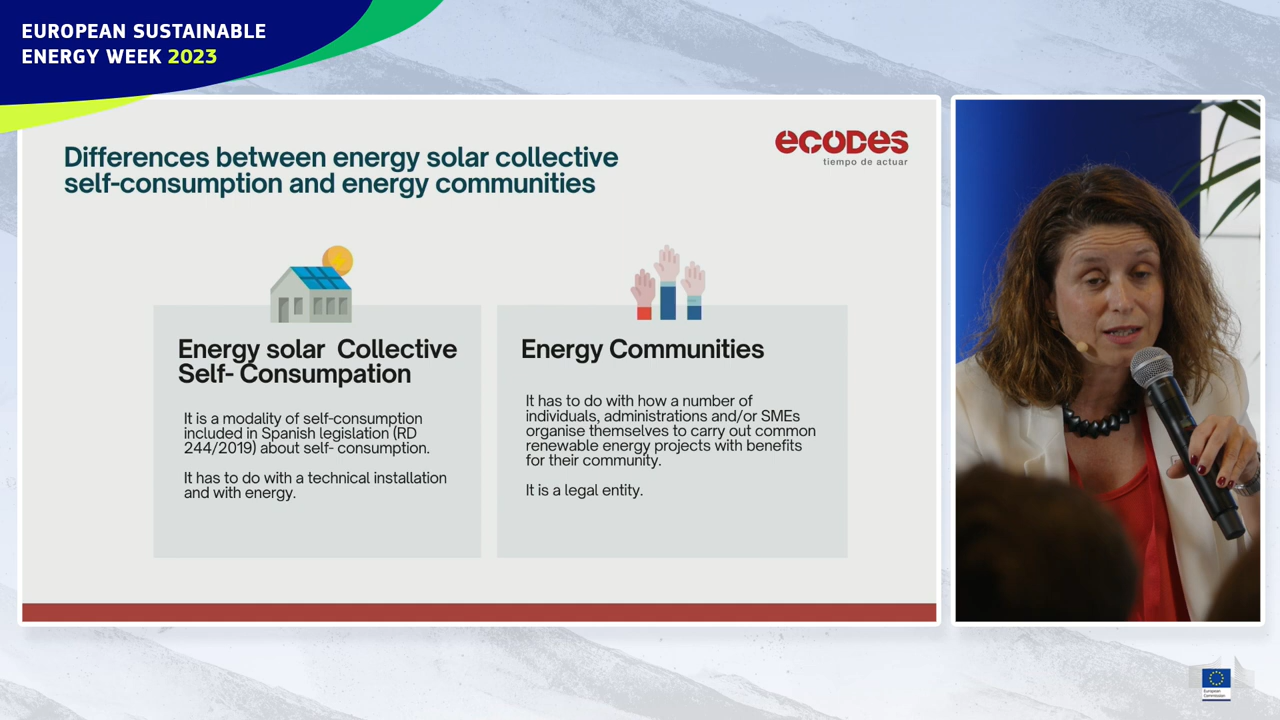 EUROPEAN SUSTAINABLE
ENERGY WEEK 2023
ecodes
tiempo de actuar
Differences between energy solar collective
self-consumption and energy communities
Energy solar Collective
Self- Consumpation
It is a modality of self-consumption
included in Spanish legislation (RD
244/2019) about self- consumption.
It has to do with a technical installation
and with energy.
Energy Communities
It has to do with how a number of
individuals, administrations and/or SMEs
organise themselves to carry out common
renewable energy projects with benefits
for their community.
It is a legal entity.
European
Commission